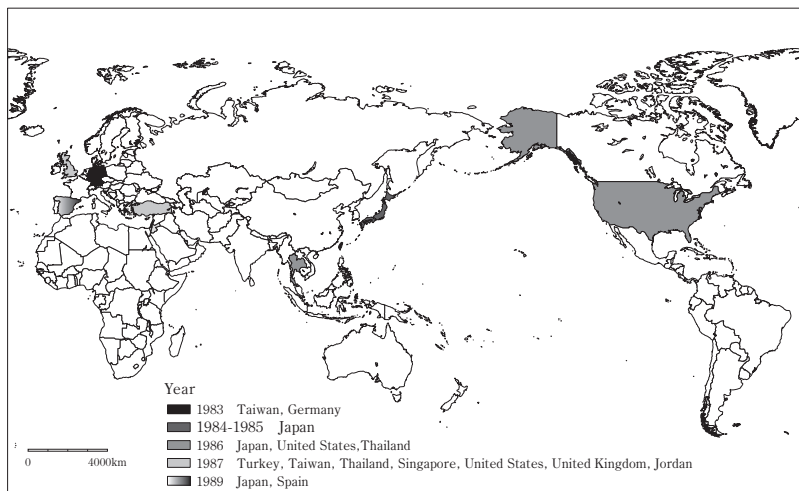 Year
1983 Taiwan, Germany
1984-1985 Japan
1986 Japan, United States,Thailand
1987 Turkey, Taiwan, Thailand, Singapore, United States, United Kingdom, Jordan
1989 Japan, Spain
0 4000km